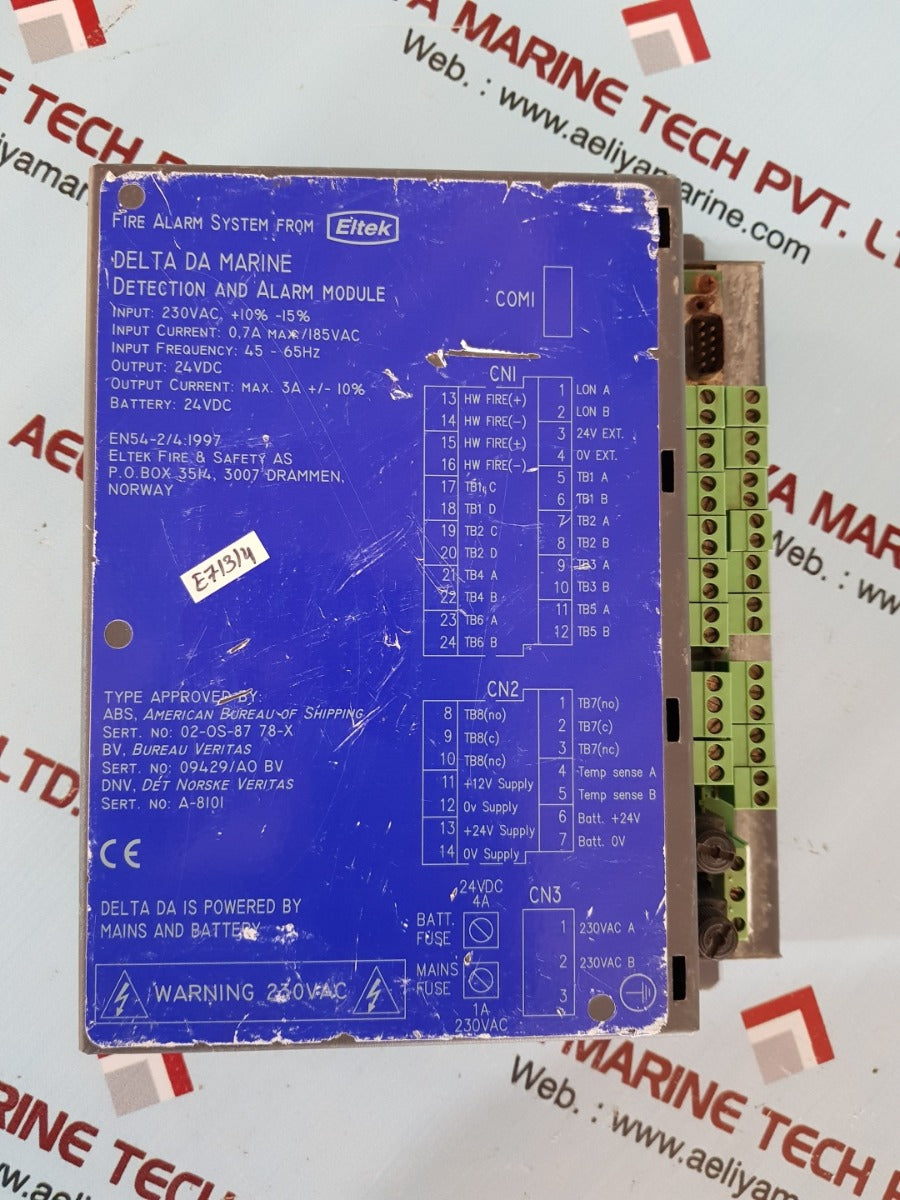 AELIYA MARINE TECH PVT. LTD.
Web. : www.aeliyamarine.com
FIRE ALARM SYSTEM FROM Eltek
DELTA DA MARINE
DETECTION AND ALARM MODULE
INPUT: 230VAC, +10% -15%
INPUT CURRENT: 0,7A MAX/185VAC
INPUT FREQUENCY: 45 - 65HZ
OUTPUT: 24VDC
OUTPUT CURRENT: MAX. 3A +/- 10%
BATTERY: 24VDC
EN54-2/4:1997
ELTEK FIRE & SAFETY AS
P.O.BOX 3514, 3007 DRAMMEN,
NORWAY
E7/3/4
TYPE APPROVED BY:
ABS, AMERICAN BUREAU OF SHIPPING
SERT. NO: 02-OS-87 78-X
BV, BUREAU VERITAS
SERT. NO: 09429/AO BV
DNV, DET NORSKE VERITAS
SERT. NO: A-8101
CE
DELTA DA IS POWERED BY
MAINS AND BATTERY
WARNING 230VAC
COM1
CN1
13 HW FIRE(+)
14 HW FIRE(-)
15 HW FIRE(+)
16 HW FIRE(-)
17 TB1 C
18 TB1 D
19 TB2 C
20 TB2 D
21 TB4 A
22 TB4 B
23 TB6 A
24 TB6 B
1 LON A
2 LON B
3 24V EXT.
4 0V EXT.
5 TB1 A
6 TB1 B
7 TB2 A
8 TB2 B
9 TB3 A
10 TB3 B
11 TB5 A
12 TB5 B
CN2
8 TB8(no)
9 TB8(c)
10 TB8(nc)
11 +12V Supply
12 0v Supply
13 +24V Supply
14 0V Supply
1 TB7(no)
2 TB7(c)
3 TB7(nc)
4 Temp sense A
5 Temp sense B
6 Batt. +24V
7 Batt. 0V
24VDC
4A
BATT.
FUSE
MAINS
FUSE
1A
230VAC
CN3
1 230VAC A
2 230VAC B
3